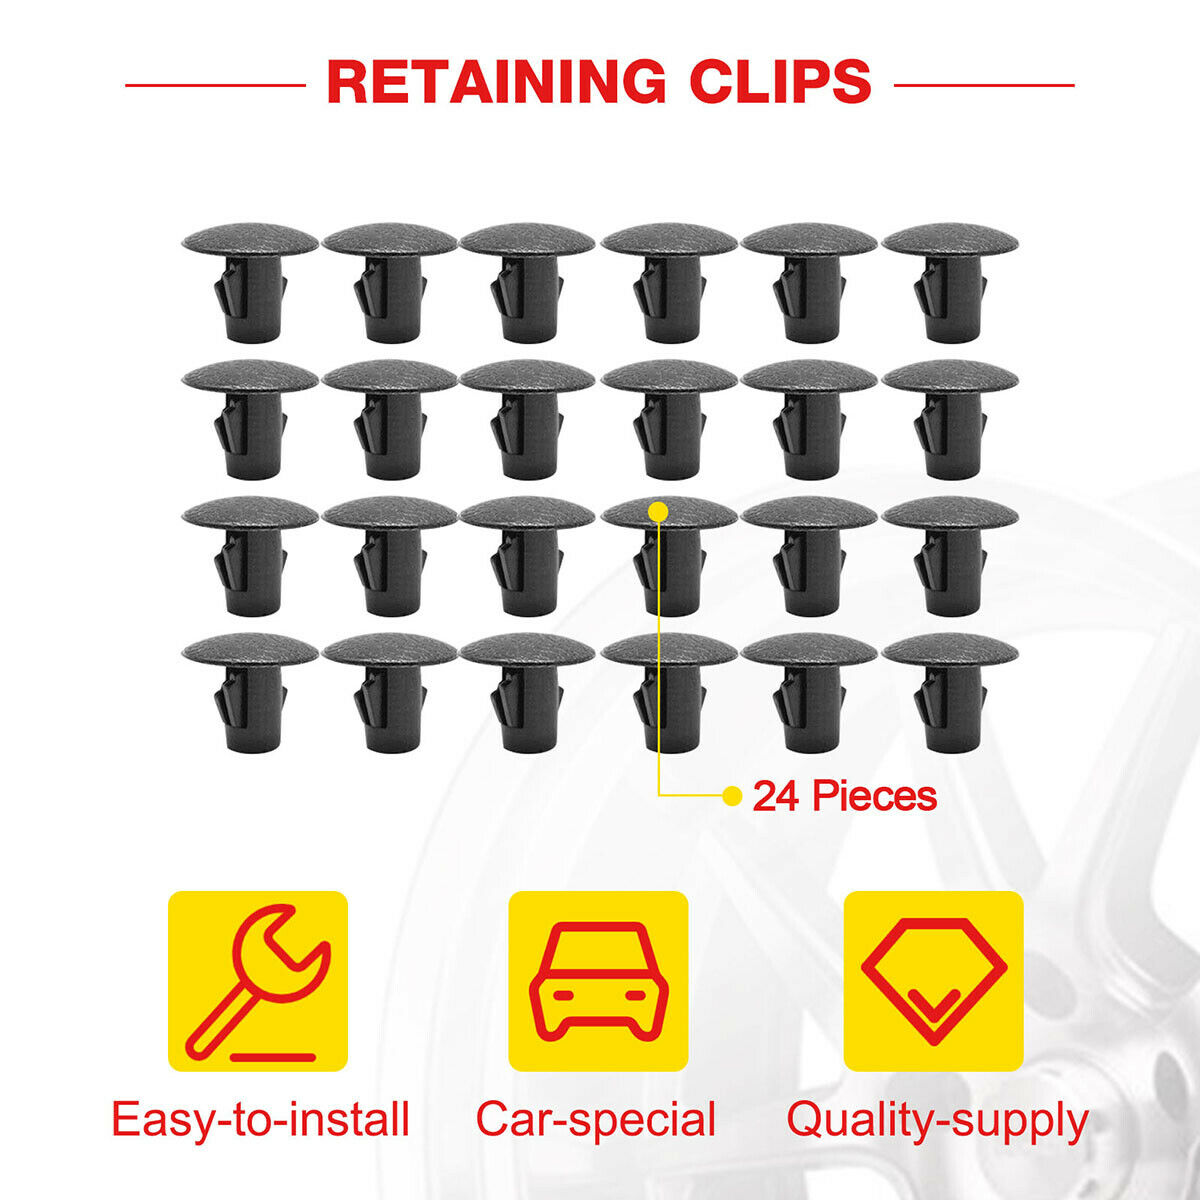 RETAINING CLIPS
24 Pieces
Easy-to-install
Car-special
Quality-supply